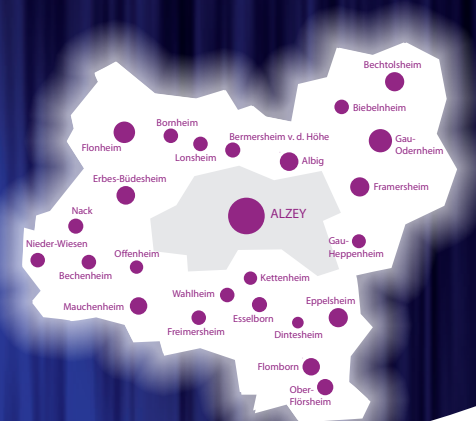 Bechtolsheim
Biebelnheim
Bornheim
Flonheim
Lonsheim
Bermersheim v. d. Höhe
Gau-
Odernheim
Albig
Erbes-Büdesheim
Framersheim
Nack
ALZEY
Nieder-Wiesen
Gau-
Heppenheim
Offenheim
Bechenheim
Kettenheim
Wahlheim
Eppelsheim
Mauchenheim
Esselborn
Freimersheim
Dintesheim
Flomborn
Ober-
Flörsheim